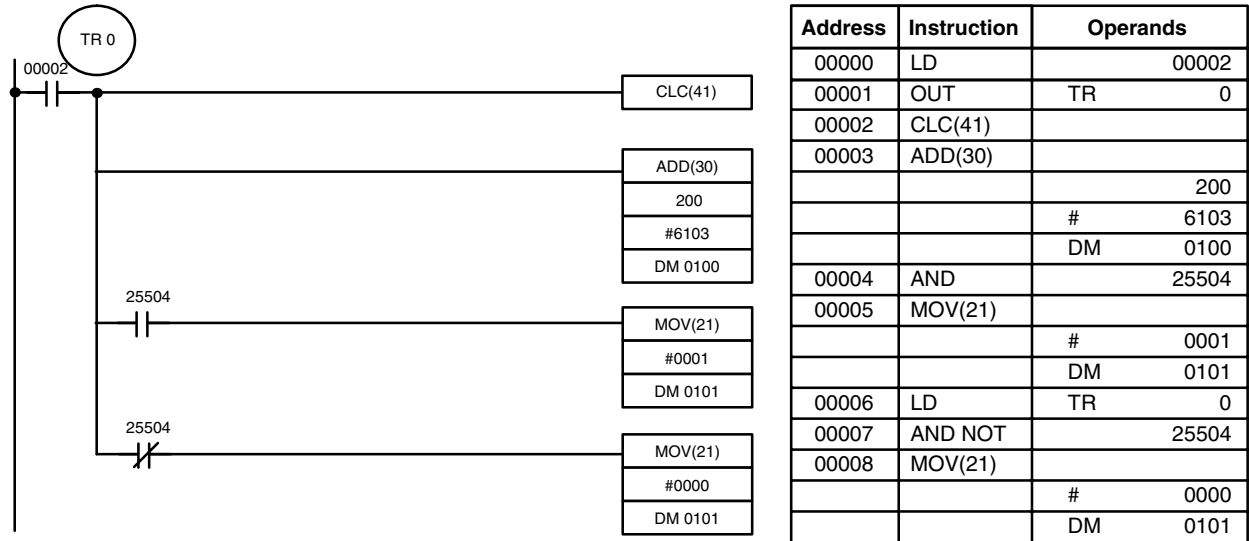 TR 0
00002
CLC(41)
ADD(30)
200
#6103
DM 0100
25504
MOV(21)
#0001
DM 0101
25504
MOV(21)
#0000
DM 0101
Address Instruction Operands
00000 LD 00002
00001 OUT TR 0
00002 CLC(41)
00003 ADD(30)
200
# 6103
DM 0100
00004 AND 25504
00005 MOV(21)
# 0001
DM 0101
00006 LD TR 0
00007 AND NOT 25504
00008 MOV(21)
# 0000
DM 0101